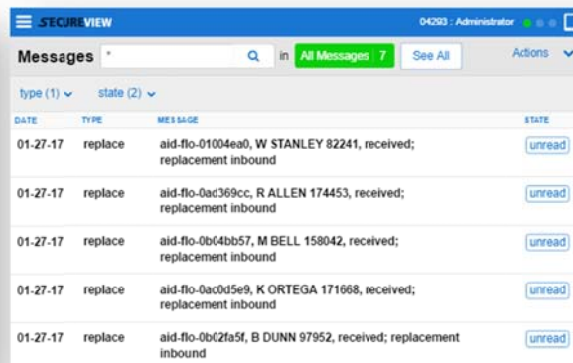 SECUREVIEW
04293 : Administrator
Messages * in All Messages 7 See All Actions
type (1) state (2)
DATE TYPE MESSAGE STATE
01-27-17 replace aid-flo-01004ea0, W STANLEY 82241, received; unread
replacement inbound
01-27-17 replace aid-flo-0ad369cc, R ALLEN 174453, received; unread
replacement inbound
01-27-17 replace aid-flo-0b04bb57, M BELL 158042, received; unread
replacement inbound
01-27-17 replace aid-flo-0ac0d5e9, K ORTEGA 171668, received; unread
replacement inbound
01-27-17 replace aid-flo-0b02fa5f, B DUNN 97952, received; replacement unread
inbound